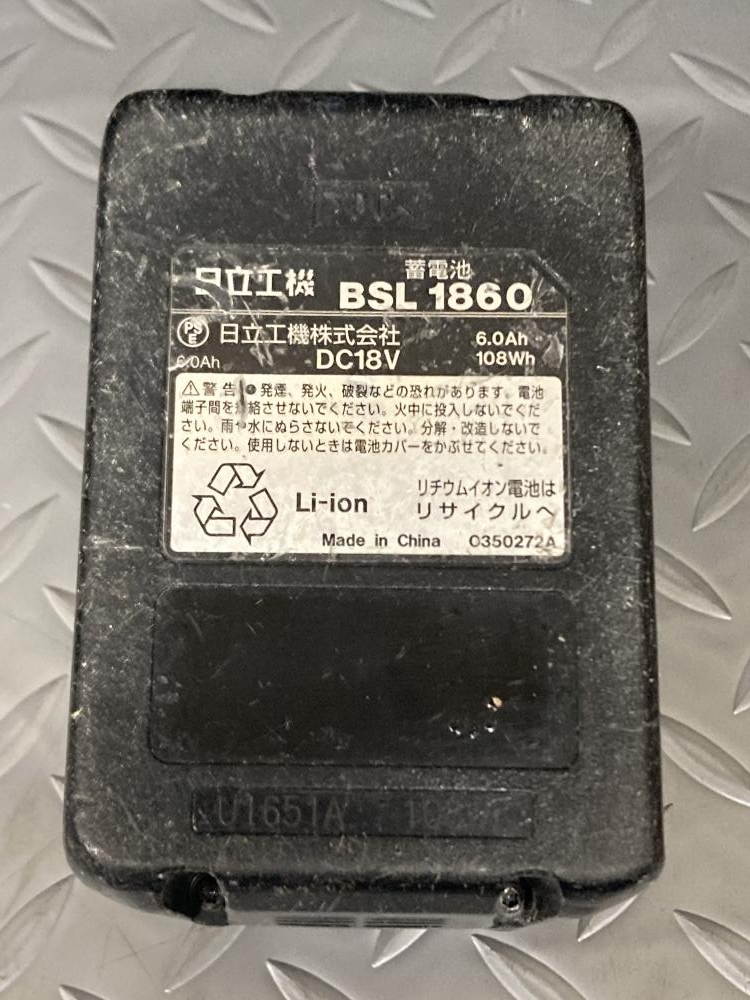 蓄電池
日立工機 BSL 1860
PSE 日立工機株式会社 6.0Ah
6.0Ah DC18V 108Wh
⚠警告 ●発煙、発火、破裂などの恐れがあります。電池
端子間を短絡させないでください。火中に投入しないでくだ
さい。雨や水にぬらさないでください。分解・改造しないで
ください。使用しないときは電池カバーをかぶせてください。
Li-ion リチウムイオン電池は
リサイクルへ
Made in China 0350272A
U1651A